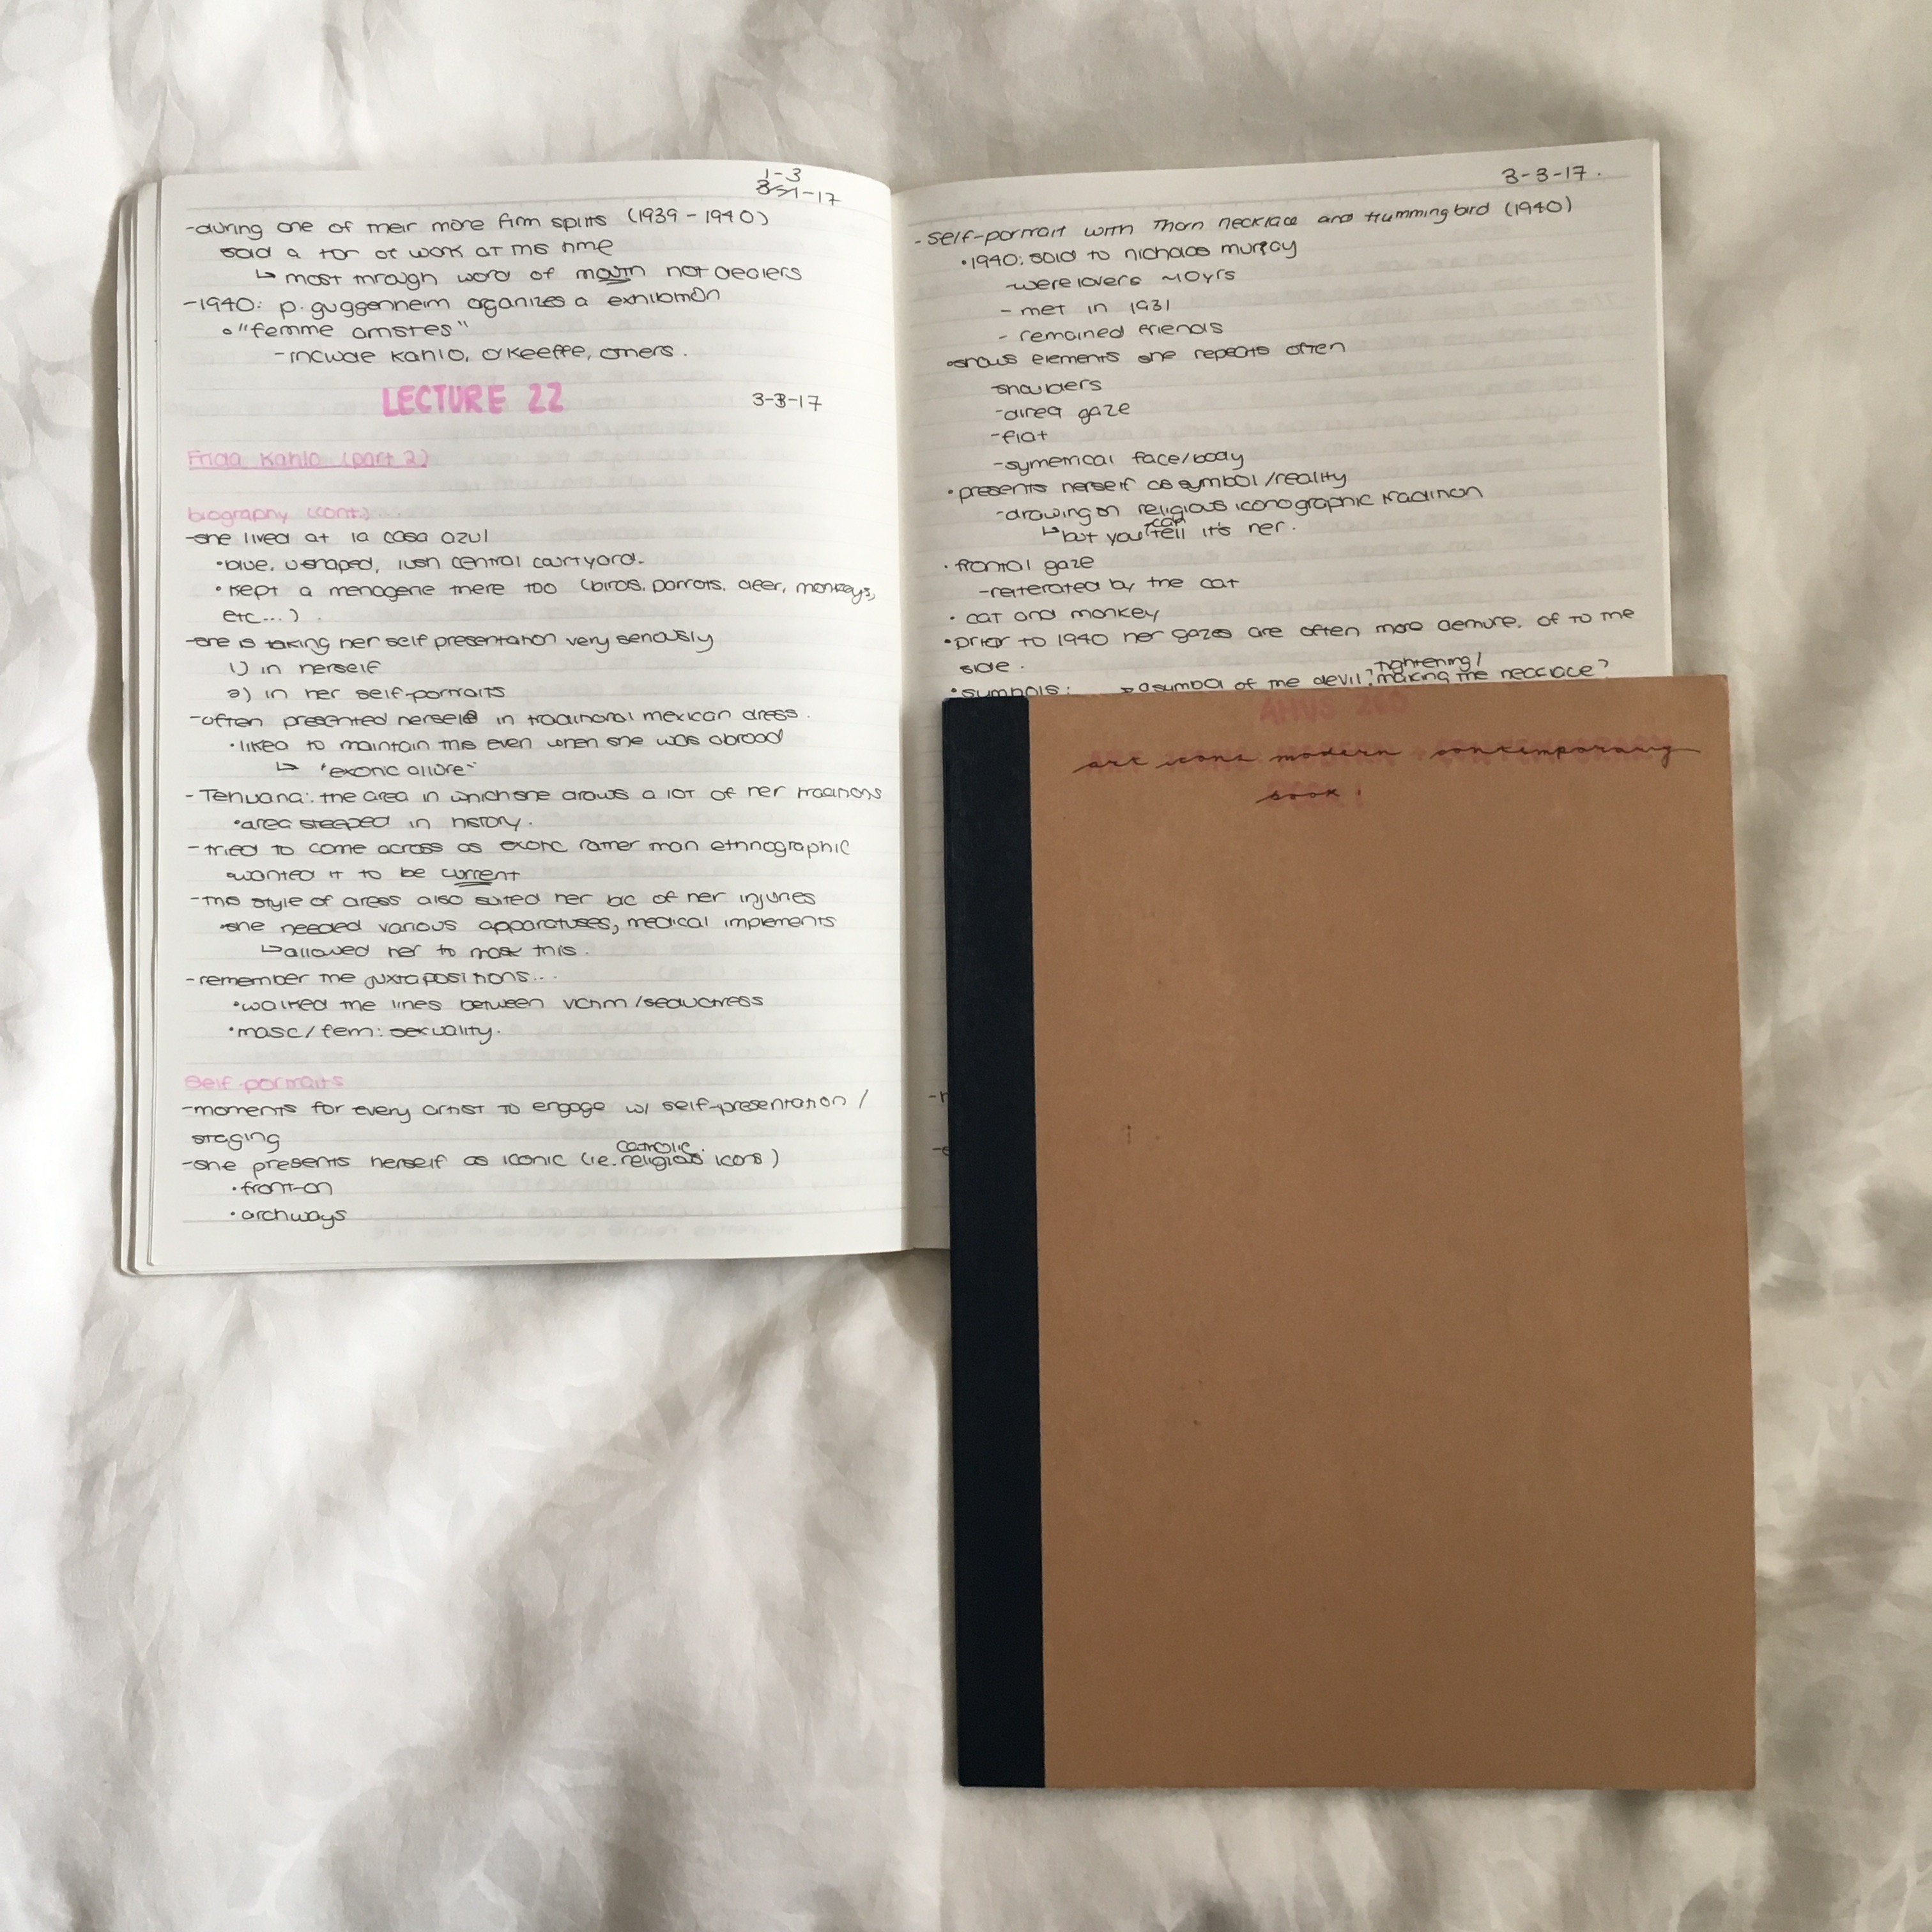 1-3
3-1-17
-during one of their more firm splits (1939-1940)
sold a ton of work at this time
↳ most through word of mouth not dealers
-1940: p. guggenheim organizes a exhibition
• "femme artistes"
-include kahlo, o'keeffe, others.
LECTURE 22
3-3-17
Frida Kahlo (part 2)
biography (cont.)
-she lived at la casa azul
•blue, u shaped, lush central courtyard.
•kept a menagerie there too (birds, parrots, deer, monkeys,
etc...)
-she is taking her self presentation very seriously
1) in herself
2) in her self-portraits
-often presented herself in traditional mexican dress.
•liked to maintain this even when she was abroad
↳ "exotic allure"
-Tehuana: the area in which she draws a lot of her traditions
•area steeped in history.
-tried to come across as exotic rather than ethnographic
•wanted it to be current
-this style of dress also suited her bc of her injuries
•she needed various apparatuses, medical implements
↳allowed her to mask this.
-remember the juxtapositions...
•walked the lines between victim/seductress
•masc/fem: sexuality.
Self-portraits
-moments for every artist to engage w/ self-presentation/
staging
catholic
-she presents herself as iconic (ie. religious icons)
•front-on
•archways
3-3-17.
-self-portrait with Thorn necklace and Hummingbird (1940)
•1940: sold to nicholas murray
-were lovers ~10yrs
-met in 1931
-remained friends
•shows elements she repeats often
-shoulders
-direct gaze
-flat
-symetrical face/body
•presents herself as symbol/reality
-drawing on religious iconographic tradition
can
↳but you tell it's her.
•frontal gaze
-reiterated by the cat
•cat and monkey
•prior to 1940 her gazes are often more demure, of to the
side.
tightening/
•symbols: → a symbol of the devil? making the necklace?
AHVS 265
ART ICONS: MODERN + CONTEMPORARY
art icons modern contemporary
book!